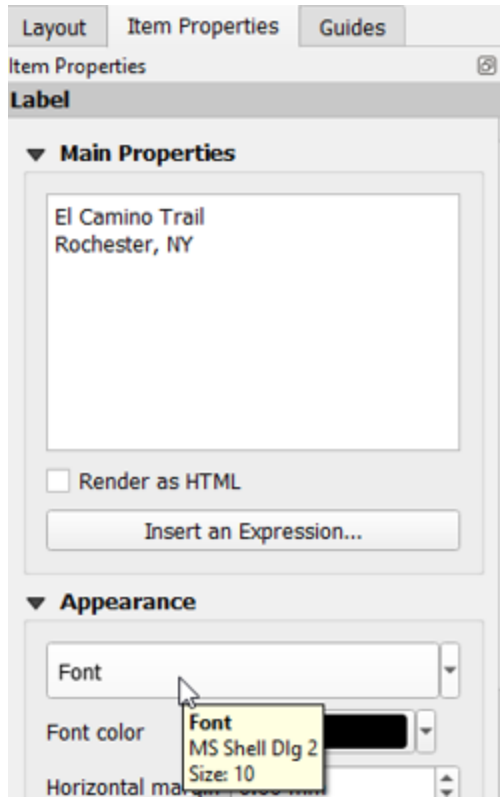 Layout Item Properties Guides
Item Properties
Label
Main Properties
El Camino Trail
Rochester, NY
Render as HTML
Insert an Expression...
Appearance
Font
Font color
Font
MS Shell Dlg 2
Size: 10
Horizontal